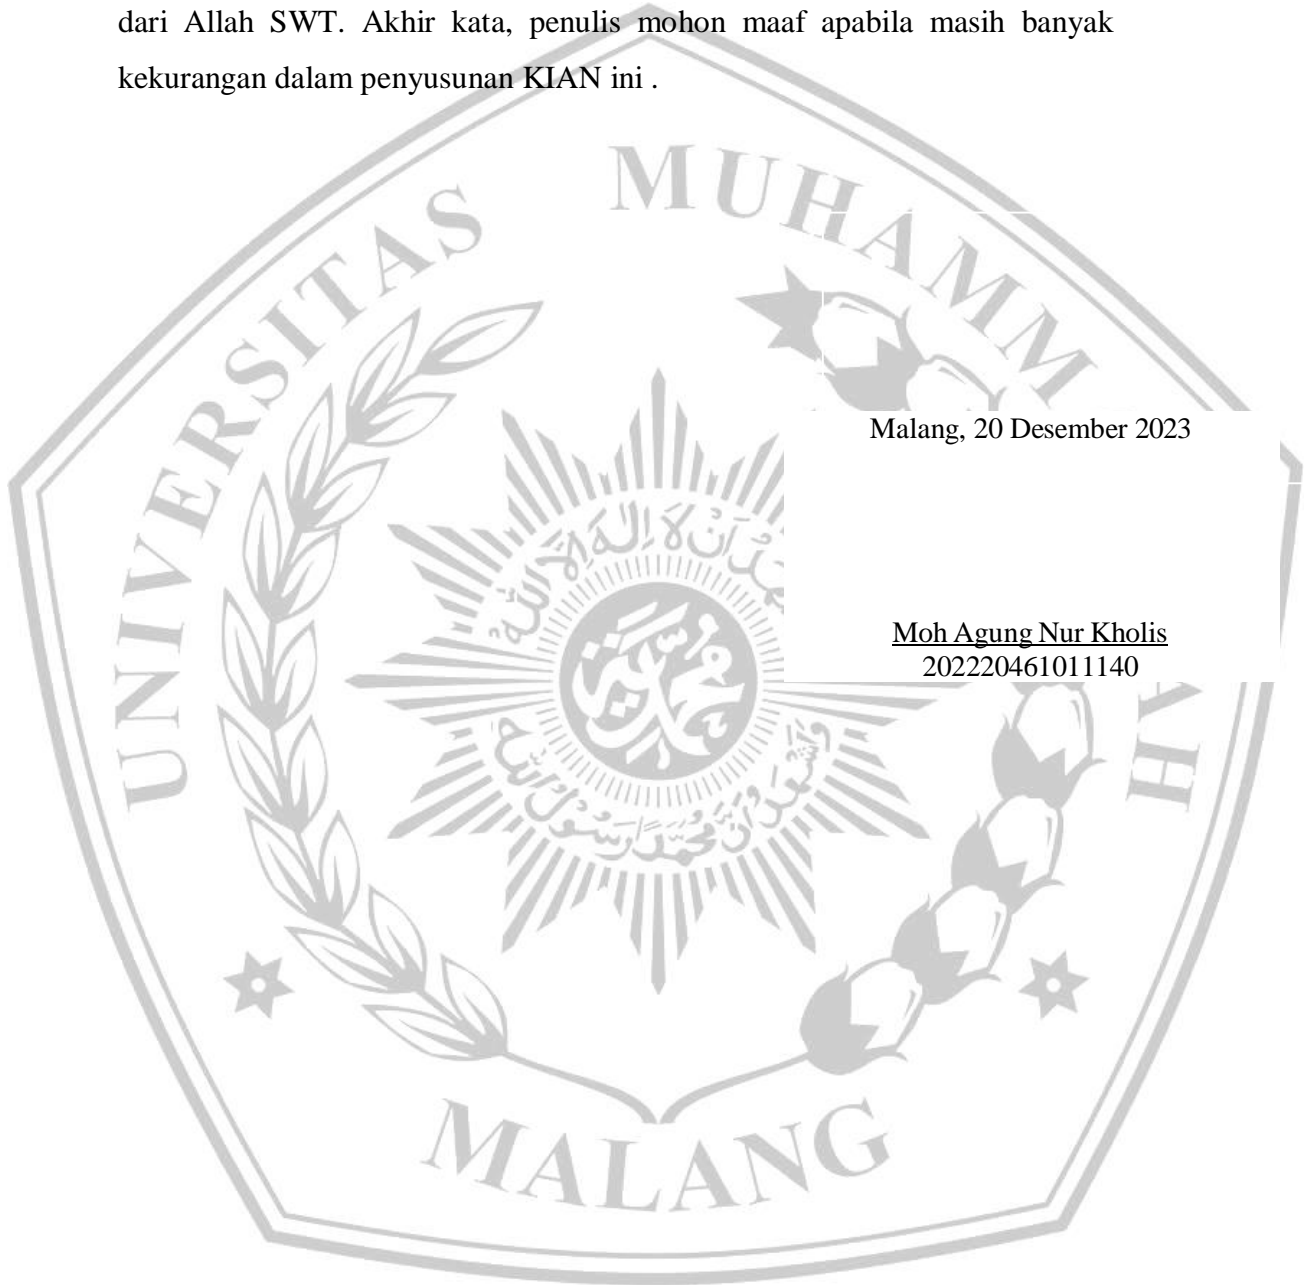 dari Allah SWT. Akhir kata, penulis mohon maaf apabila masih banyak
kekurangan dalam penyusunan KIAN ini .
UNIVERSITAS MUHAMM AH
Malang, 20 Desember 2023
Moh Agung Nur Kholis
202220461011140
MALANG